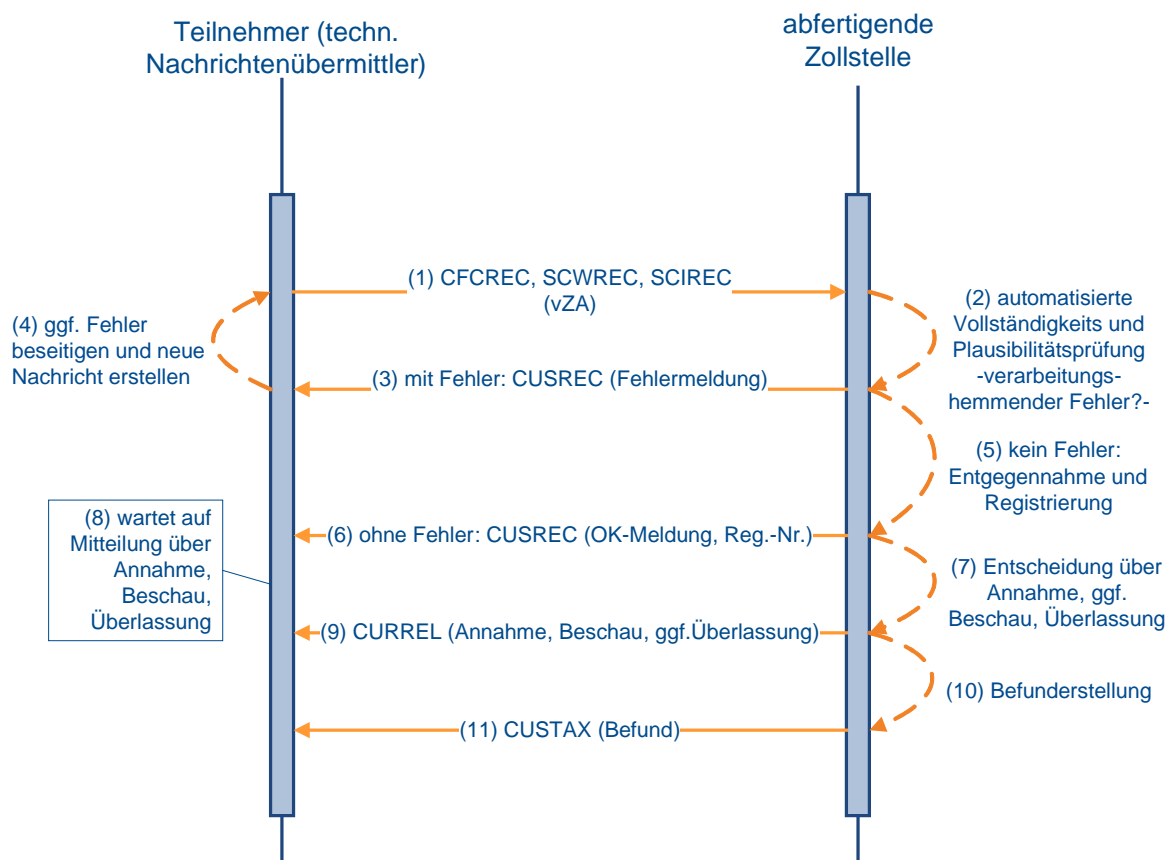 Teilnehmer (techn.
Nachrichtenübermittler)
abfertigende
Zollstelle
(1) CFCREC, SCWREC, SCIREC
(vZA)
(2) automatisierte
Vollständigkeits und
Plausibilitätsprüfung
-verarbeitungs-
hemmender Fehler?-
(4) ggf. Fehler
beseitigen und neue
Nachricht erstellen
(3) mit Fehler: CUSREC (Fehlermeldung)
(5) kein Fehler:
Entgegennahme und
Registrierung
(6) ohne Fehler: CUSREC (OK-Meldung, Reg.-Nr.)
(8) wartet auf
Mitteilung über
Annahme,
Beschau,
Überlassung
(7) Entscheidung über
Annahme, ggf.
Beschau, Überlassung
(9) CURREL (Annahme, Beschau, ggf.Überlassung)
(10) Befunderstellung
(11) CUSTAX (Befund)